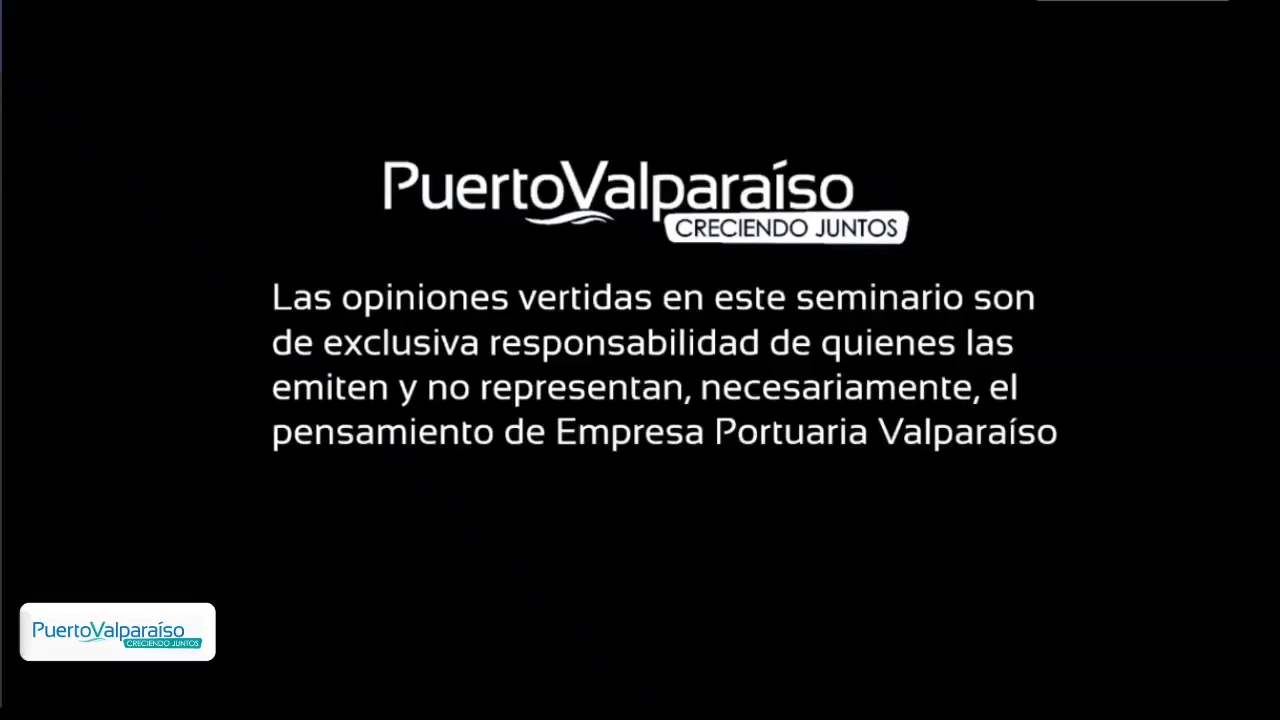 PuertoValparaíso
CRECIENDO JUNTOS
Las opiniones vertidas en este seminario son
de exclusiva responsabilidad de quienes las
emiten y no representan, necesariamente, el
pensamiento de Empresa Portuaria Valparaíso
PuertoValparaíso
CRECIENDO JUNTOS